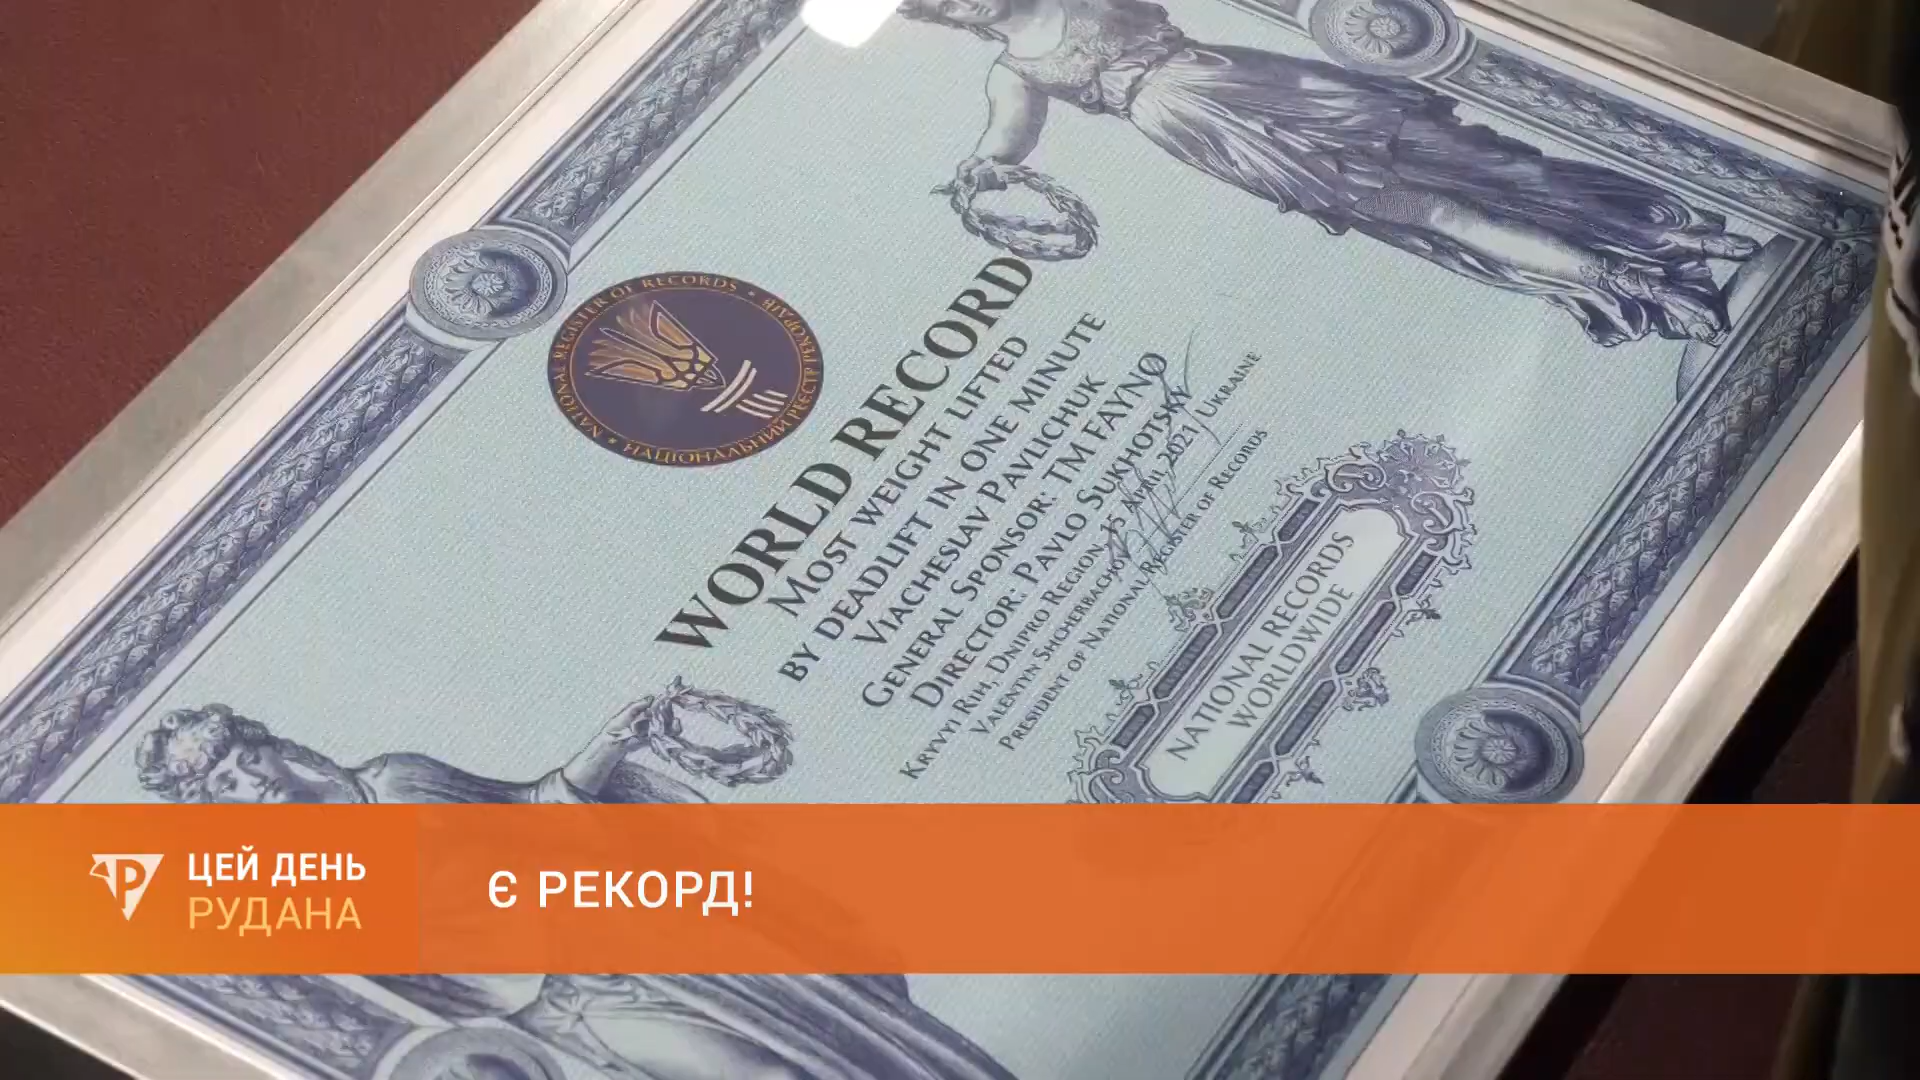 NATIONAL REGISTER OF RECORDS • НАЦІОНАЛЬНИЙ РЕЄСТР РЕКОРДІВ •
WORLD RECORD
MOST WEIGHT LIFTED
BY DEADLIFT IN ONE MINUTE
VIACHESLAV PAVLICHUK
GENERAL SPONSOR: TM FAYNO
DIRECTOR: PAVLO SUKHOTSKY
KRYVYI RIH, DNIPRO REGION, 15 APRIL 2021, UKRAINE
VALENTYN SHCHERBACHOV
PRESIDENT OF NATIONAL REGISTER OF RECORDS
NATIONAL RECORDS
WORLDWIDE
ЦЕЙ ДЕНЬ
РУДАНА
Є РЕКОРД!